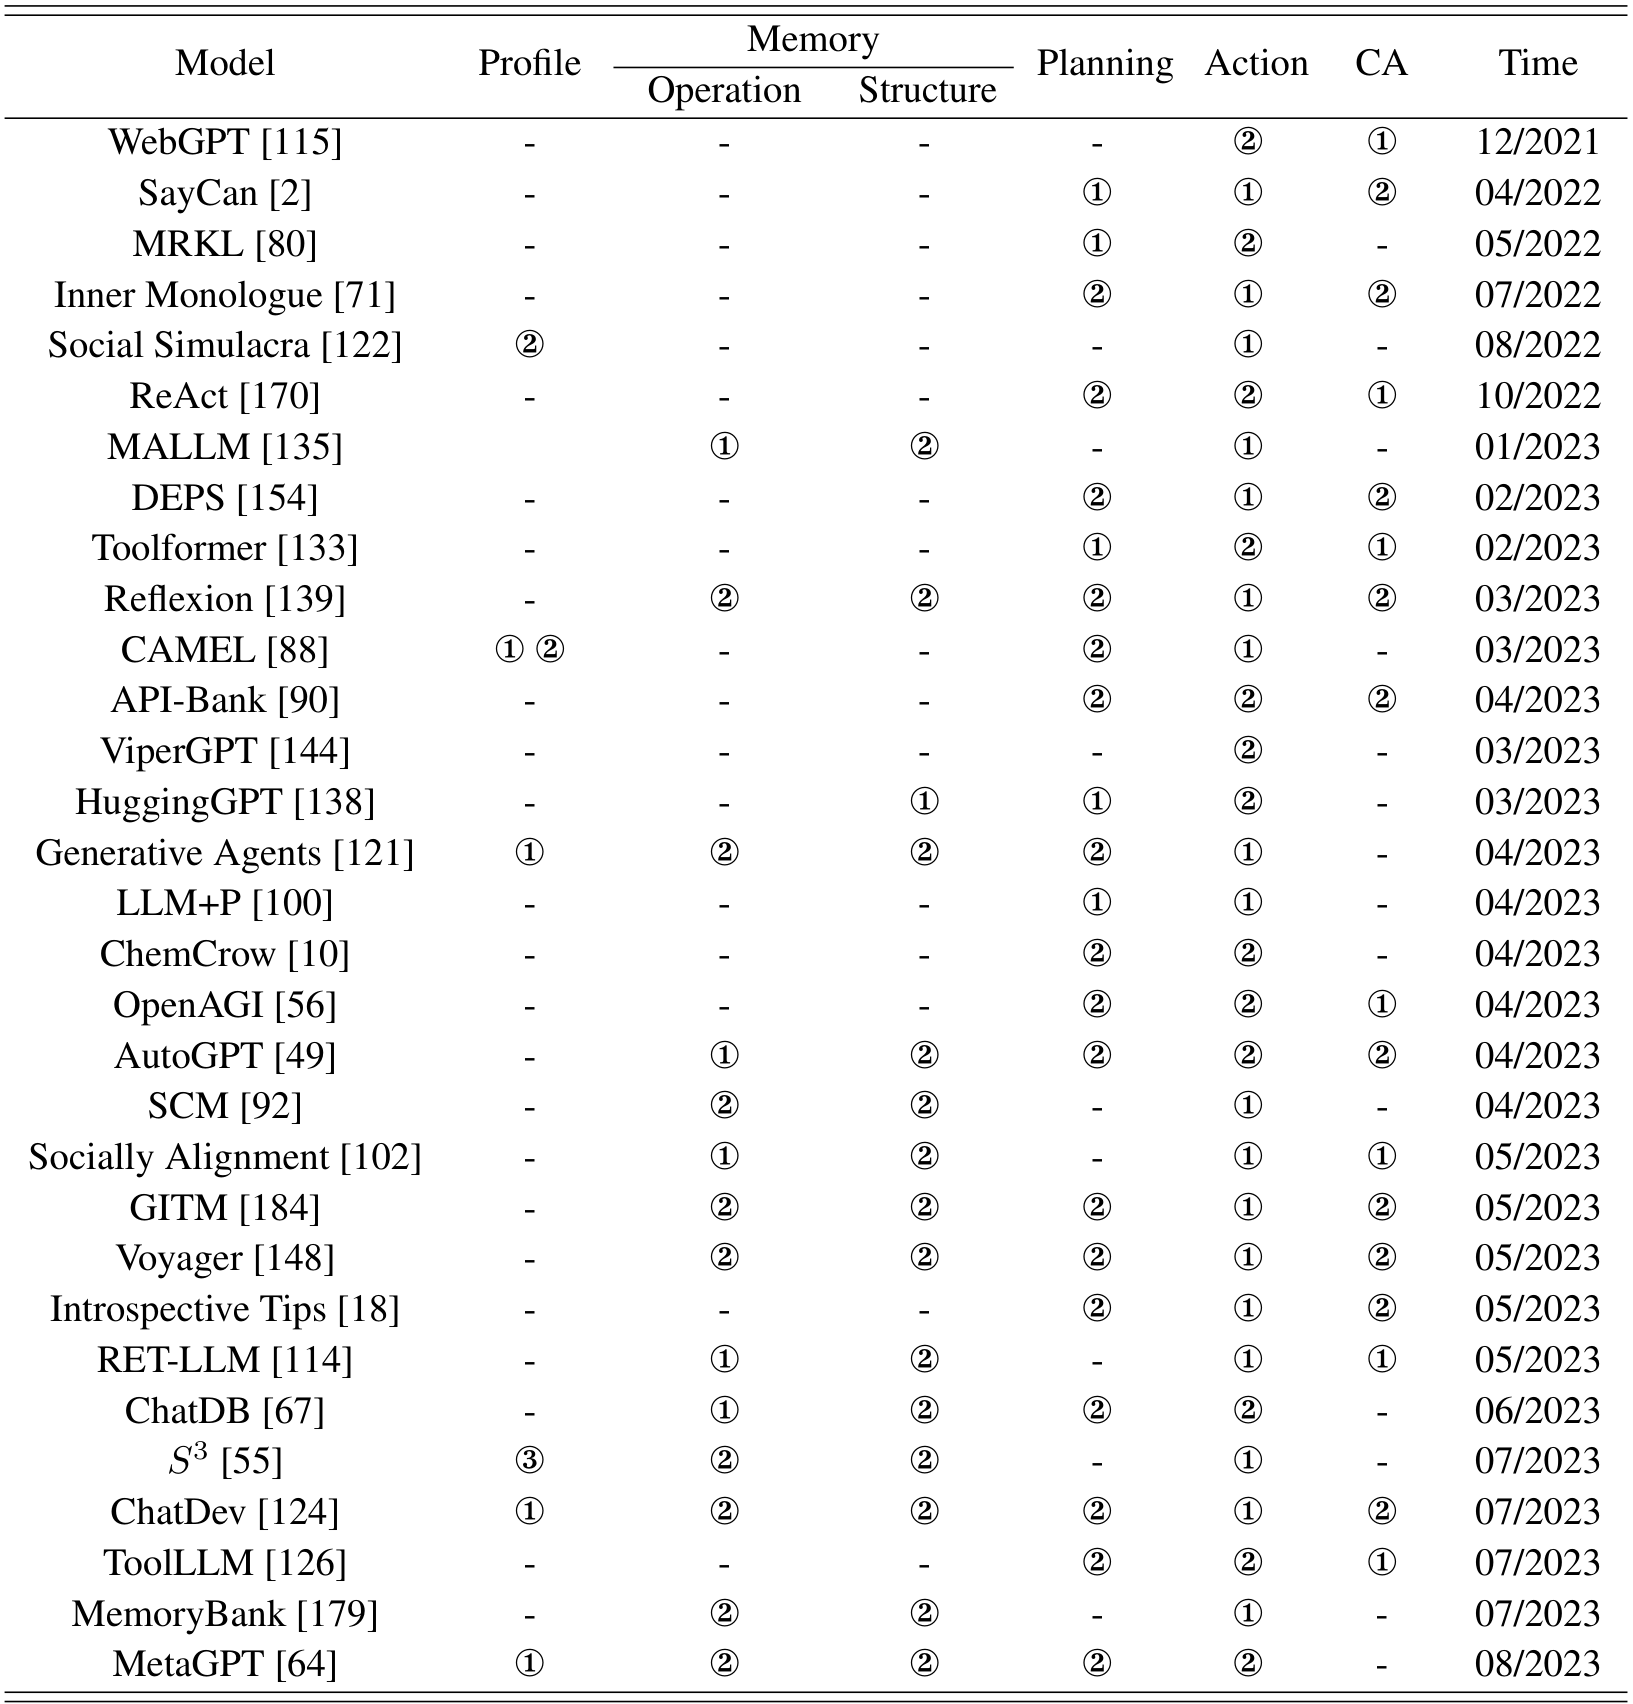 Model Profile Memory Planning Action CA Time
Operation Structure
WebGPT [115] - - - - ② ① 12/2021
SayCan [2] - - - ① ① ② 04/2022
MRKL [80] - - - ① ② - 05/2022
Inner Monologue [71] - - - ② ① ② 07/2022
Social Simulacra [122] ② - - - ① - 08/2022
ReAct [170] - - - ② ② ① 10/2022
MALLM [135] ① ② - ① - 01/2023
DEPS [154] - - - ② ① ② 02/2023
Toolformer [133] - - - ① ② ① 02/2023
Reflexion [139] - ② ② ② ① ② 03/2023
CAMEL [88] ① ② - - ② ① - 03/2023
API-Bank [90] - - - ② ② ② 04/2023
ViperGPT [144] - - - - ② - 03/2023
HuggingGPT [138] - - ① ① ② - 03/2023
Generative Agents [121] ① ② ② ② ① - 04/2023
LLM+P [100] - - - ① ① - 04/2023
ChemCrow [10] - - - ② ② - 04/2023
OpenAGI [56] - - - ② ② ① 04/2023
AutoGPT [49] - ① ② ② ② ② 04/2023
SCM [92] - ② ② - ① - 04/2023
Socially Alignment [102] - ① ② - ① ① 05/2023
GITM [184] - ② ② ② ① ② 05/2023
Voyager [148] - ② ② ② ① ② 05/2023
Introspective Tips [18] - - - ② ① ② 05/2023
RET-LLM [114] - ① ② - ① ① 05/2023
ChatDB [67] - ① ② ② ② - 06/2023
S³ [55] ③ ② ② - ① - 07/2023
ChatDev [124] ① ② ② ② ① ② 07/2023
ToolLLM [126] - - - ② ② ① 07/2023
MemoryBank [179] - ② ② - ① - 07/2023
MetaGPT [64] ① ② ② ② ② - 08/2023